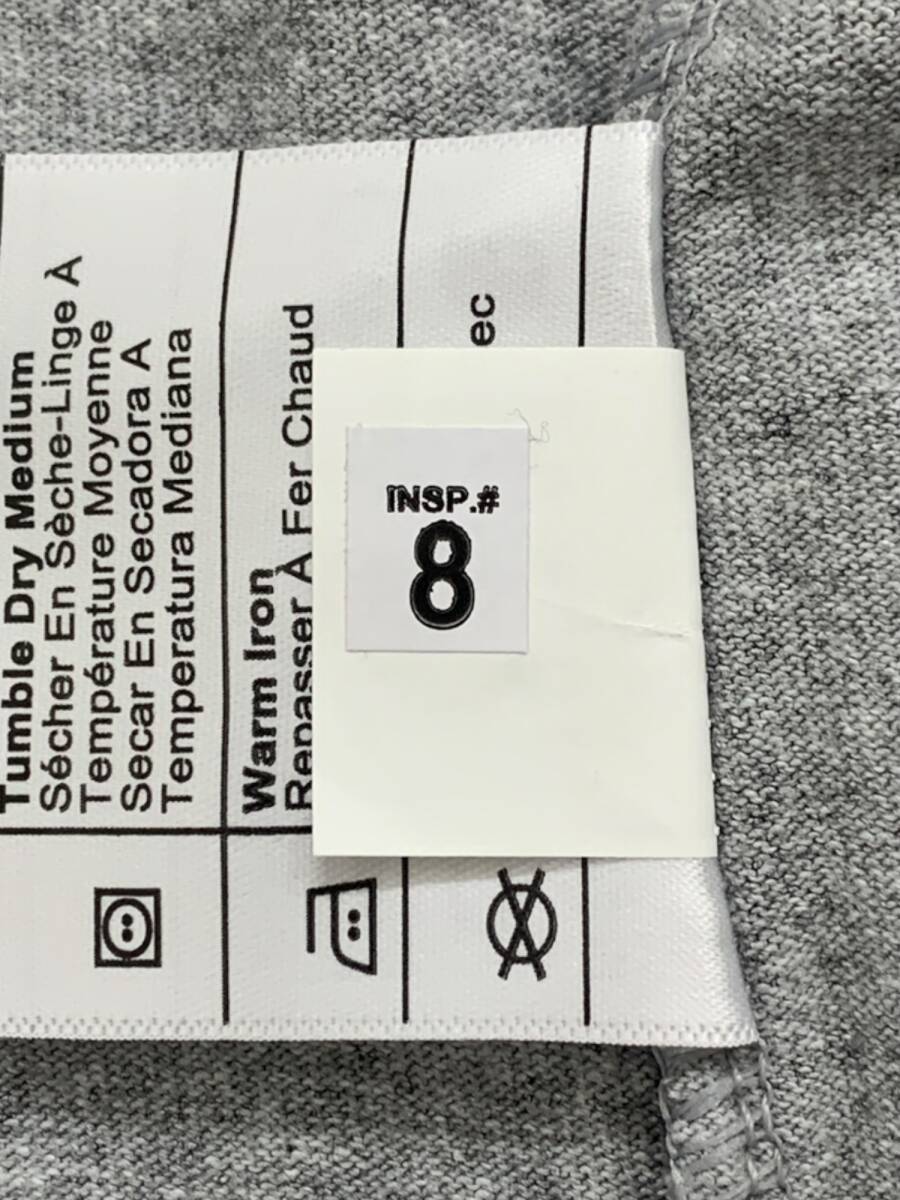 Tumble Dry Medium
Sécher En Sèche-Linge À
Température Moyenne
Secar En Secadora A
Temperatura Mediana
Warm Iron
Repasser À Fer Chaud
ec
INSP.#
8